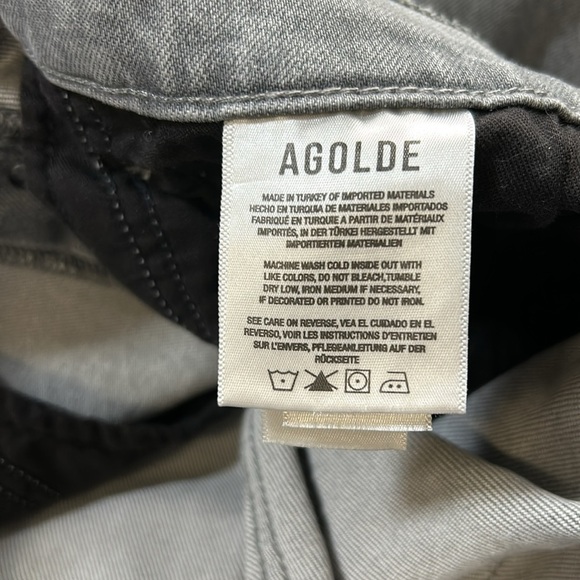 AGOLDE
MADE IN TURKEY OF IMPORTED MATERIALS
HECHO EN TURQUIA DE MATERIALES IMPORTADOS
FABRIQUÉ EN TURQUIE A PARTIR DE MATÉRIAUX
IMPORTÉS, IN DER TÜRKEI HERGESTELLT MIT
IMPORTIERTEN MATERIALIEN
MACHINE WASH COLD INSIDE OUT WITH
LIKE COLORS, DO NOT BLEACH,TUMBLE
DRY LOW, IRON MEDIUM IF NECESSARY,
IF DECORATED OR PRINTED DO NOT IRON.
SEE CARE ON REVERSE, VEA EL CUIDADO EN EL
REVERSO, VOIR LES INSTRUCTIONS D'ENTRETIEN
SUR L'ENVERS, PFLEGEANLEITUNG AUF DER
RÜCKSEITE